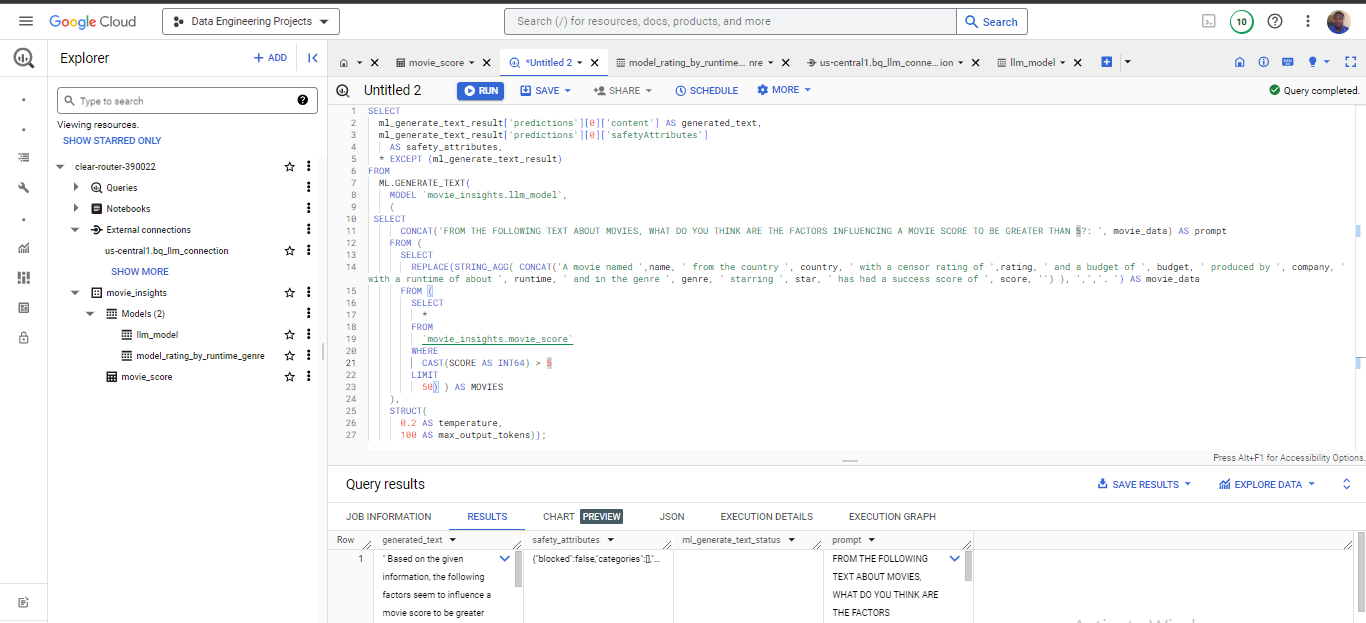 Google Cloud
Data Engineering Projects
Search (/) for resources, docs, products, and more
Search
10
Explorer
+ ADD
movie_score
*Untitled 2
model_rating_by_runtime... nre
us-central1.bq_llm_conne...ion
llm_model
Type to search
Viewing resources.
SHOW STARRED ONLY
clear-router-390022
Queries
Notebooks
External connections
us-central1.bq_llm_connection
SHOW MORE
movie_insights
Models (2)
llm_model
model_rating_by_runtime_genre
movie_score
Untitled 2
RUN
SAVE
SHARE
SCHEDULE
MORE
Query completed.
1 SELECT
2 ml_generate_text_result['predictions'][0]['content'] AS generated_text,
3 ml_generate_text_result['predictions'][0]['safetyAttributes']
4 AS safety_attributes,
5 * EXCEPT (ml_generate_text_result)
6 FROM
7 ML.GENERATE_TEXT(
8 MODEL `movie_insights.llm_model`,
9 (
10 SELECT
11 CONCAT('FROM THE FOLLOWING TEXT ABOUT MOVIES, WHAT DO YOU THINK ARE THE FACTORS INFLUENCING A MOVIE SCORE TO BE GREATER THAN 5?: ', movie_data) AS prompt
12 FROM (
13 SELECT
14 REPLACE(STRING_AGG( CONCAT('A movie named ',name, ' from the country ', country, ' with a censor rating of ',rating, ' and a budget of ', budget, ' produced by ', company, '
with a runtime of about ', runtime, ' and in the genre ', genre, ' starring ', star, ' has had a success score of ', score, '') ), ',','. ') AS movie_data
15 FROM (
16 SELECT
17 *
18 FROM
19 `movie_insights.movie_score`
20 WHERE
21 CAST(SCORE AS INT64) > 5
22 LIMIT
23 50) ) AS MOVIES
24 ),
25 STRUCT(
26 0.2 AS temperature,
27 100 AS max_output_tokens));
Press Alt+F1 for Accessibility Options.
Query results
SAVE RESULTS
EXPLORE DATA
JOB INFORMATION
RESULTS
CHART PREVIEW
JSON
EXECUTION DETAILS
EXECUTION GRAPH
Row
generated_text
safety_attributes
ml_generate_text_status
prompt
1
" Based on the given
information, the following
factors seem to influence a
movie score to be greater
{"blocked":false,"categories":[],"...
FROM THE FOLLOWING
TEXT ABOUT MOVIES,
WHAT DO YOU THINK ARE
THE FACTORS